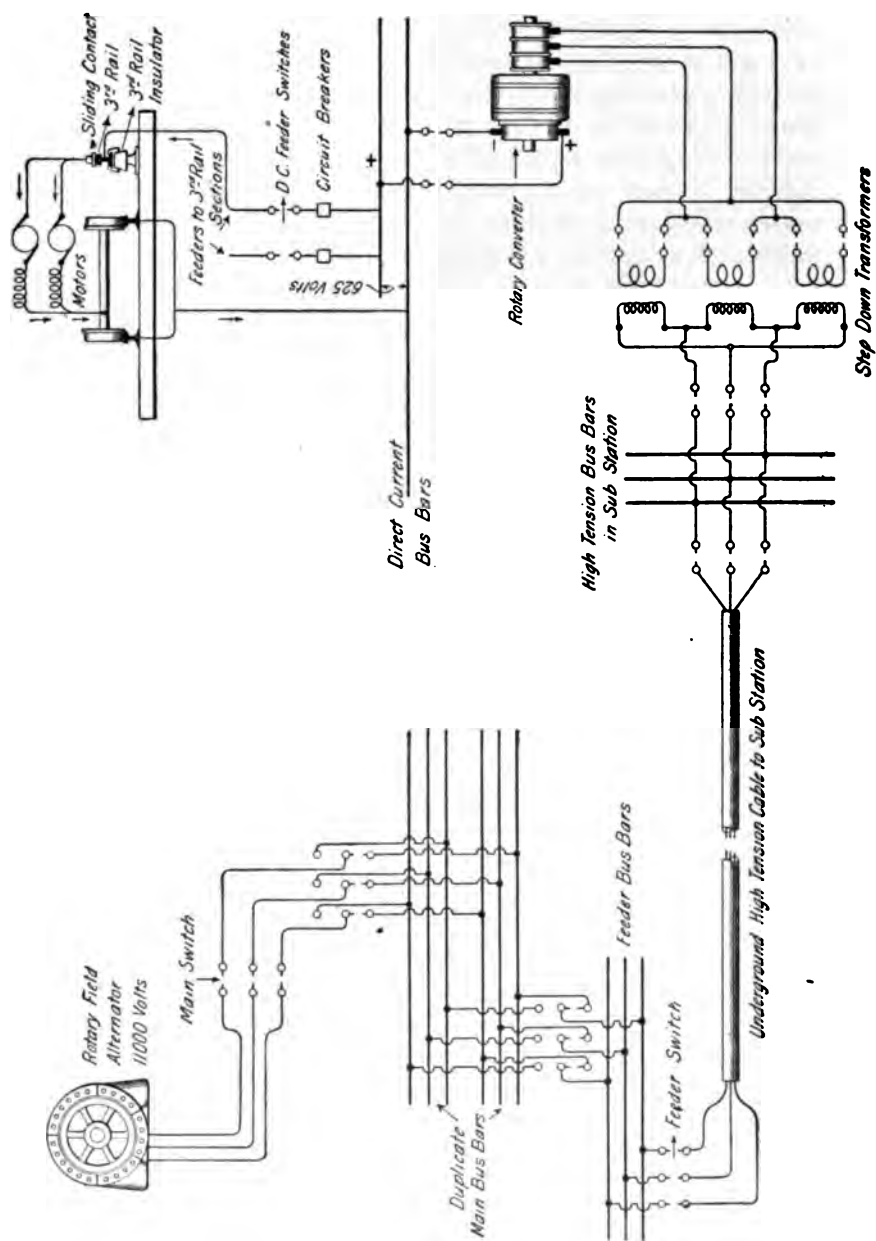 Rotary Field
Alternator
11000 Volts
Main Switch
Duplicate
Main Bus Bars
Feeder Bus Bars
Feeder Switch
Underground High Tension Cable to Sub Station
High Tension Bus Bars
in Sub Station
Step Down Transformers
Rotary Converter
-
+
Direct Current
Bus Bars
+
625 Volts
Circuit Breakers
D.C. Feeder Switches
Feeders to 3rd Rail
Sections
Motors
Sliding Contact
3rd Rail
3rd Rail
Insulator